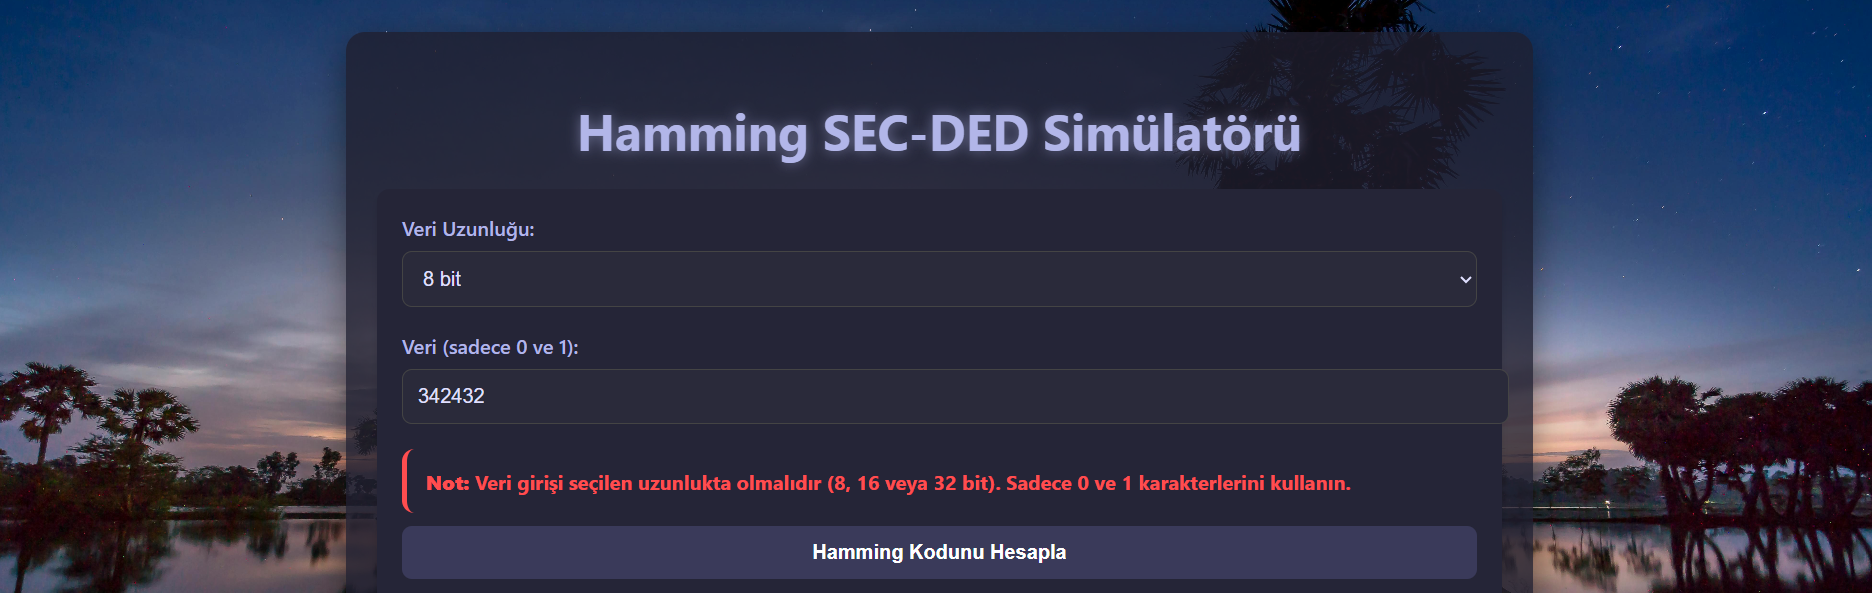 Hamming SEC-DED Simülatörü
Veri Uzunluğu:
8 bit
Veri (sadece 0 ve 1):
342432
Not: Veri girişi seçilen uzunlukta olmalıdır (8, 16 veya 32 bit). Sadece 0 ve 1 karakterlerini kullanın.
Hamming Kodunu Hesapla